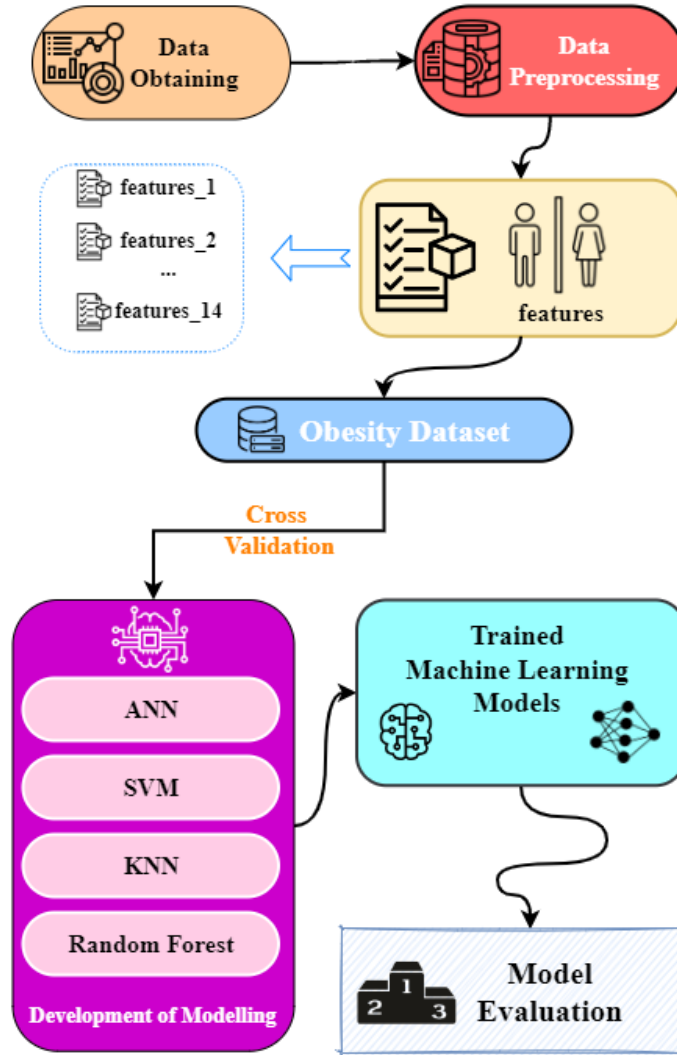 Data
Obtaining
Data
Preprocessing
features_1
features_2
...
features_14
features
Obesity Dataset
Cross
Validation
ANN
SVM
KNN
Random Forest
Development of Modelling
Trained
Machine Learning
Models
1
2
3
Model
Evaluation